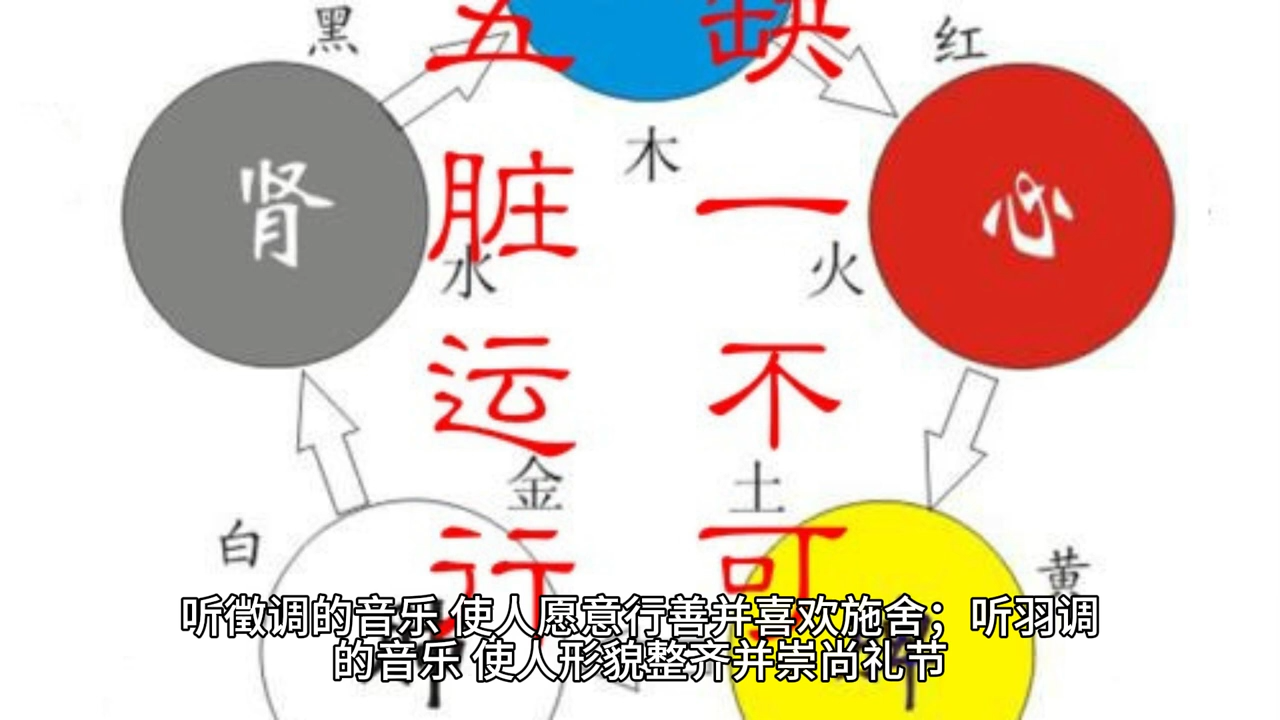 黑
红
五脏运行
缺一不可
木
肾
心
水
火
金
土
白
黄
肺
脾
听徵调的音乐 使人愿意行善并喜欢施舍；听羽调
的音乐 使人形貌整齐并崇尚礼节